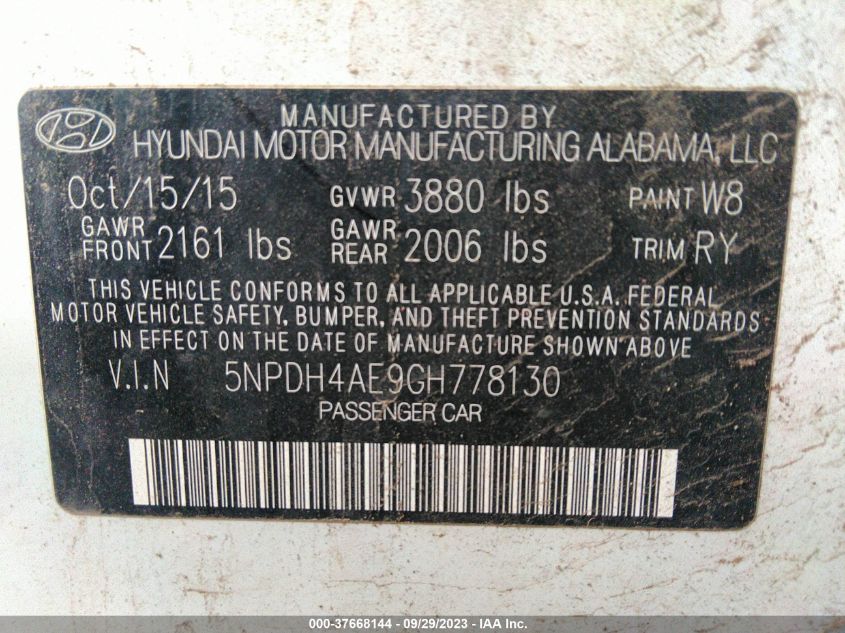 MANUFACTURED BY
HYUNDAI MOTOR MANUFACTURING ALABAMA, LLC
Oct/15/15 GVWR 3880 lbs PAINT W8
GAWR FRONT 2161 lbs GAWR REAR 2006 lbs TRIM RY
THIS VEHICLE CONFORMS TO ALL APPLICABLE U.S.A. FEDERAL
MOTOR VEHICLE SAFETY, BUMPER, AND THEFT PREVENTION STANDARDS
IN EFFECT ON THE DATE OF MANUFACTURE SHOWN ABOVE
V.I.N 5NPDH4AE9GH778130
PASSENGER CAR
000-37668144 - 09/29/2023 - IAA Inc.